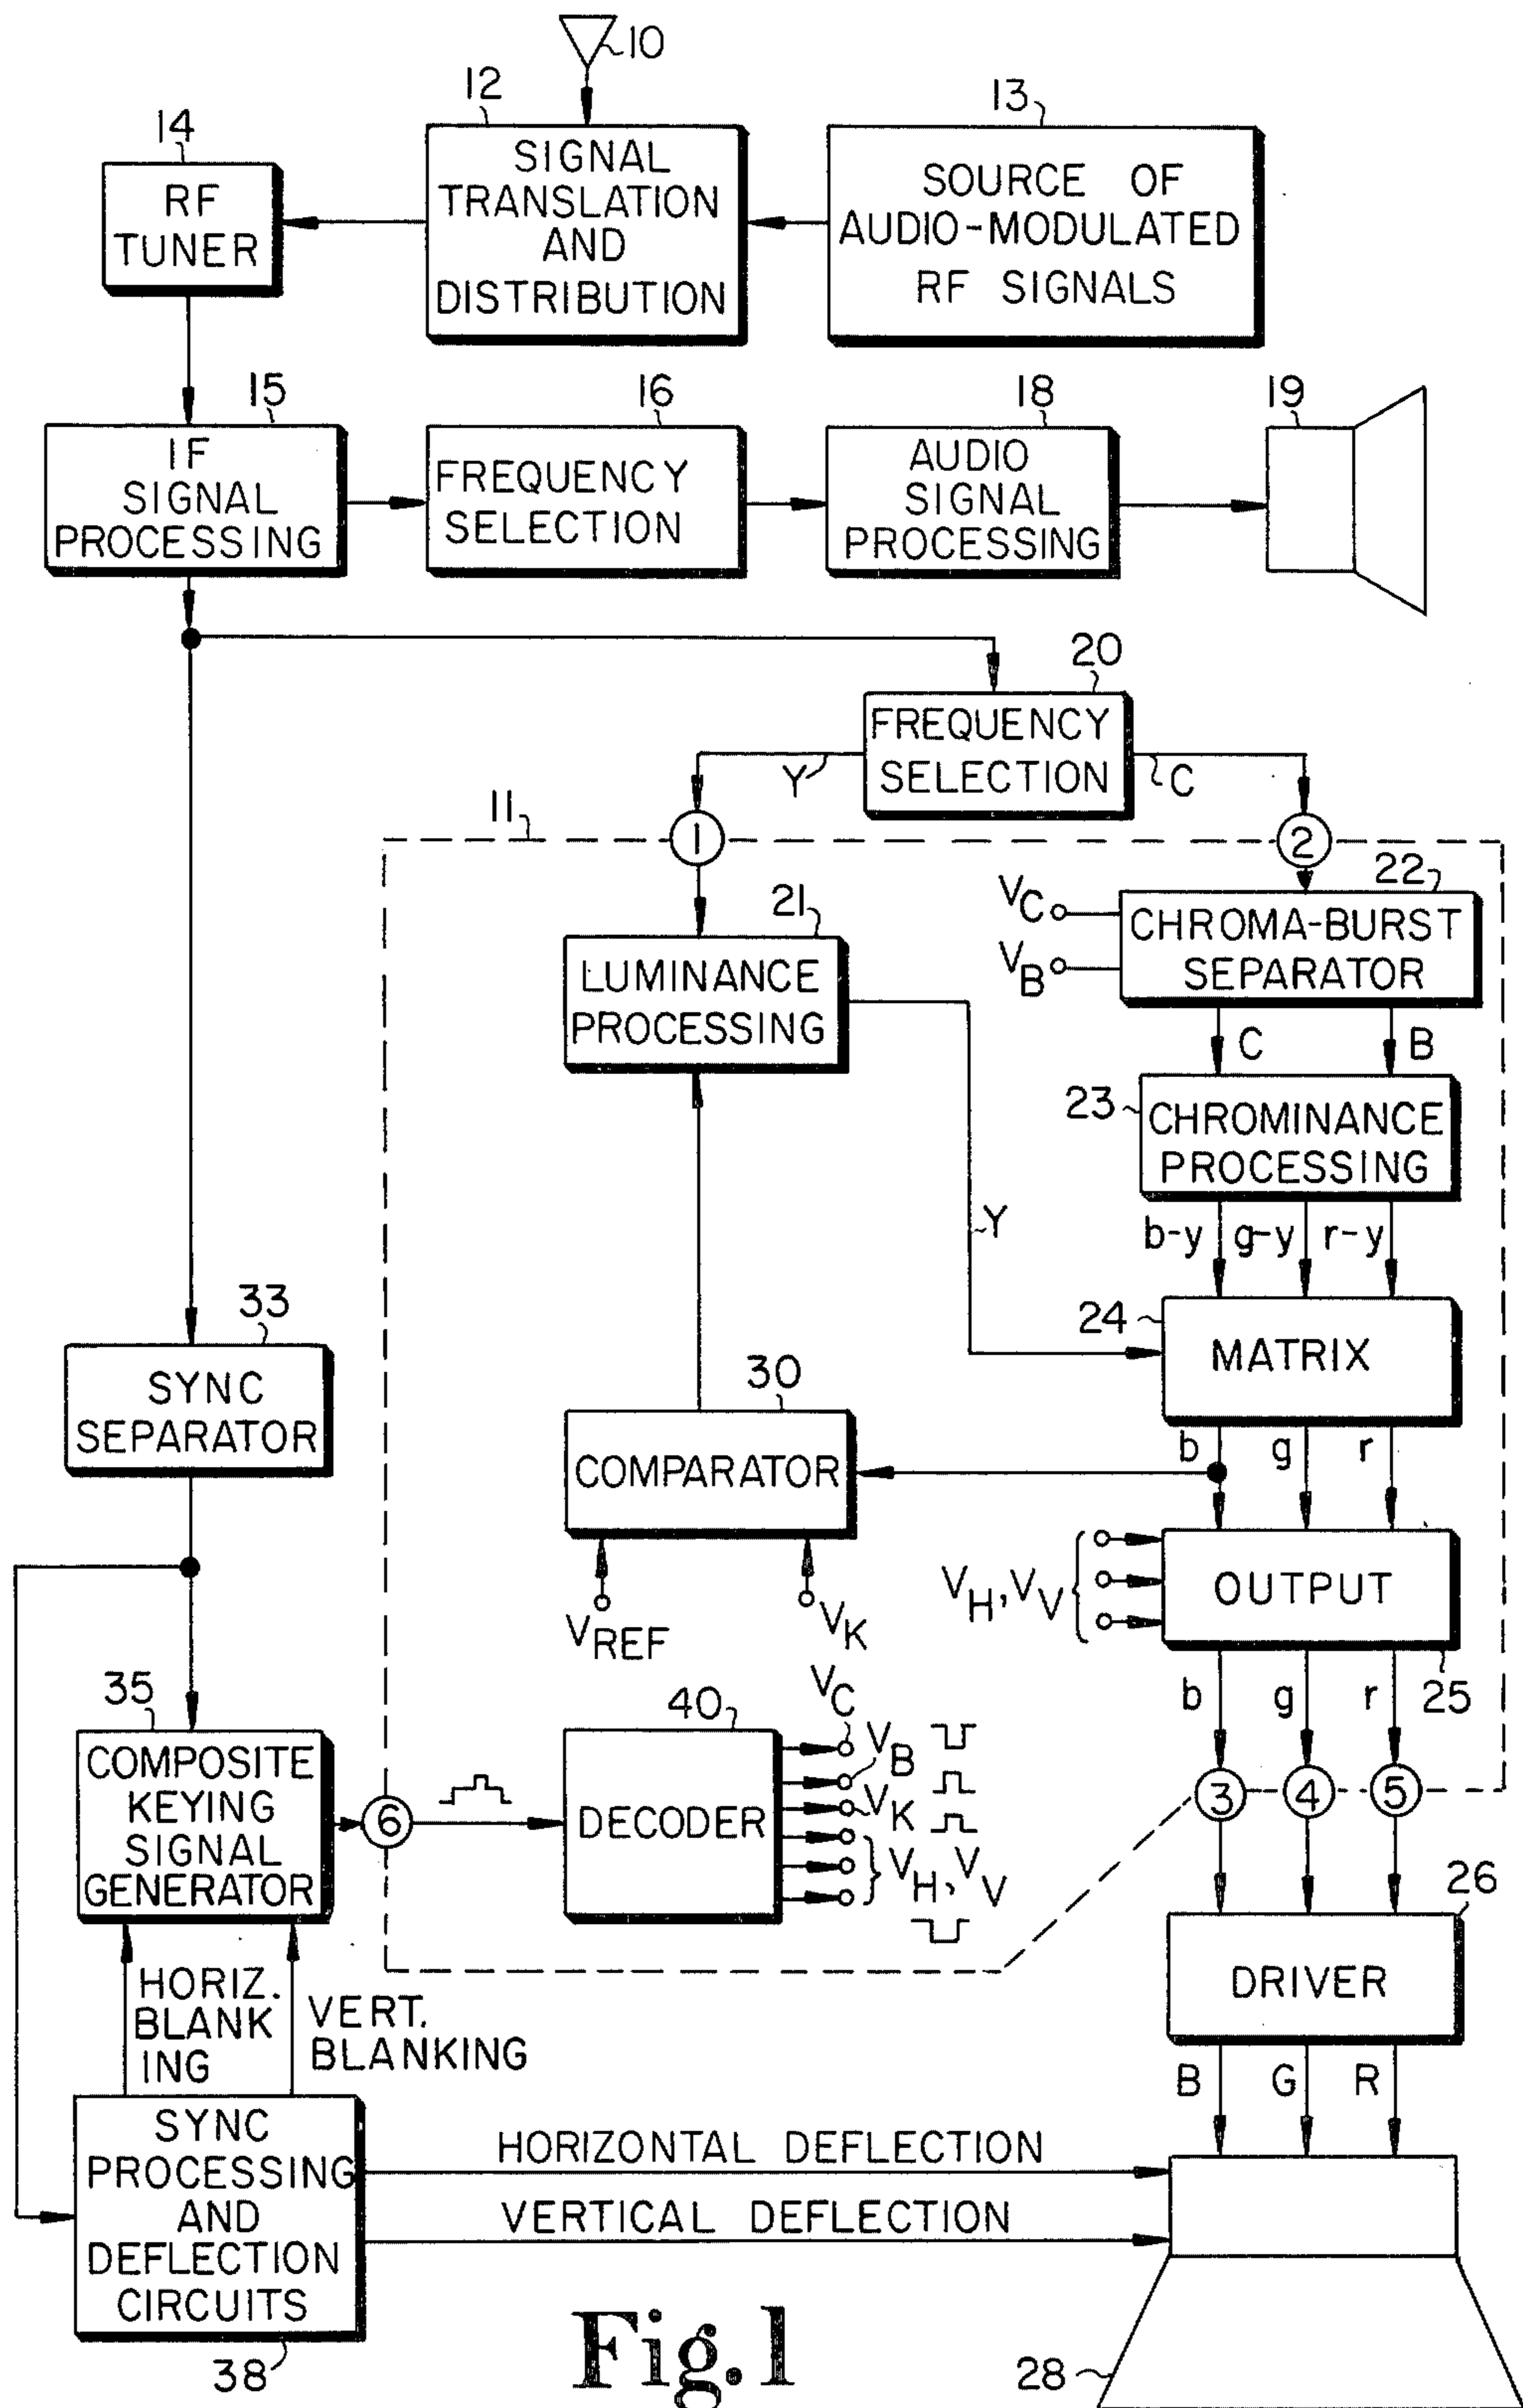 10
12
SIGNAL
TRANSLATION
AND
DISTRIBUTION
13
SOURCE OF
AUDIO-MODULATED
RF SIGNALS
14
RF
TUNER
15
IF
SIGNAL
PROCESSING
16
FREQUENCY
SELECTION
18
AUDIO
SIGNAL
PROCESSING
19
20
FREQUENCY
SELECTION
Y
C
11
1
2
21
LUMINANCE
PROCESSING
22
VC
VB
CHROMA-BURST
SEPARATOR
C
B
23
CHROMINANCE
PROCESSING
b-y
g-y
r-y
Y
24
MATRIX
b
g
r
33
SYNC
SEPARATOR
30
COMPARATOR
VREF
VK
VH, VV
OUTPUT
25
b
g
r
3
4
5
35
COMPOSITE
KEYING
SIGNAL
GENERATOR
6
40
DECODER
VC
VB
VK
VH, VV
26
DRIVER
B
G
R
HORIZ.
BLANK
ING
VERT.
BLANKING
SYNC
PROCESSING
AND
DEFLECTION
CIRCUITS
38
HORIZONTAL DEFLECTION
VERTICAL DEFLECTION
28
Fig. 1